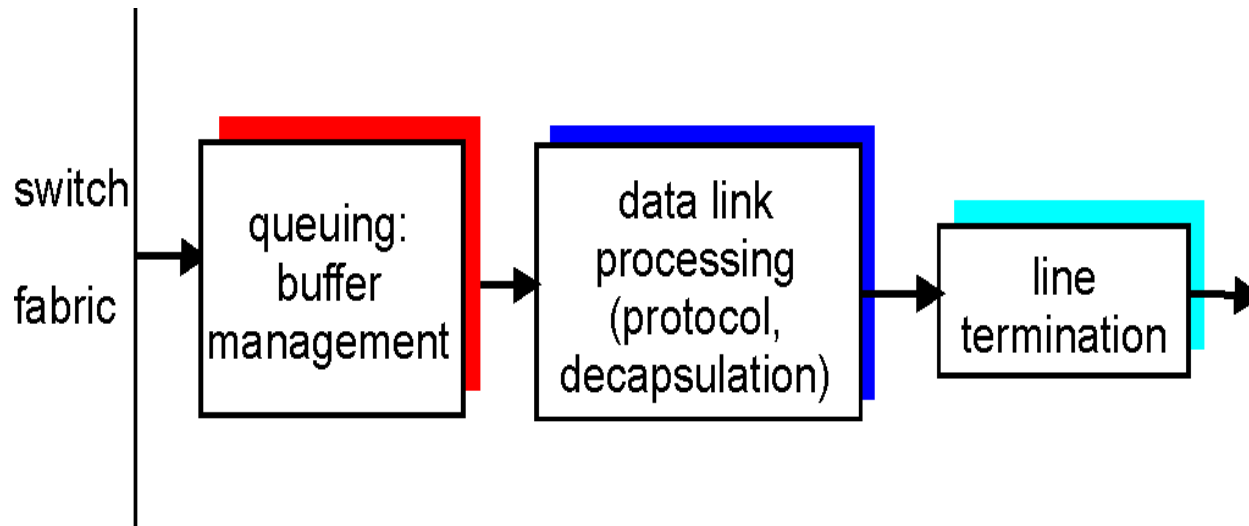 switch
fabric
queuing:
buffer
management
data link
processing
(protocol,
decapsulation)
line
termination